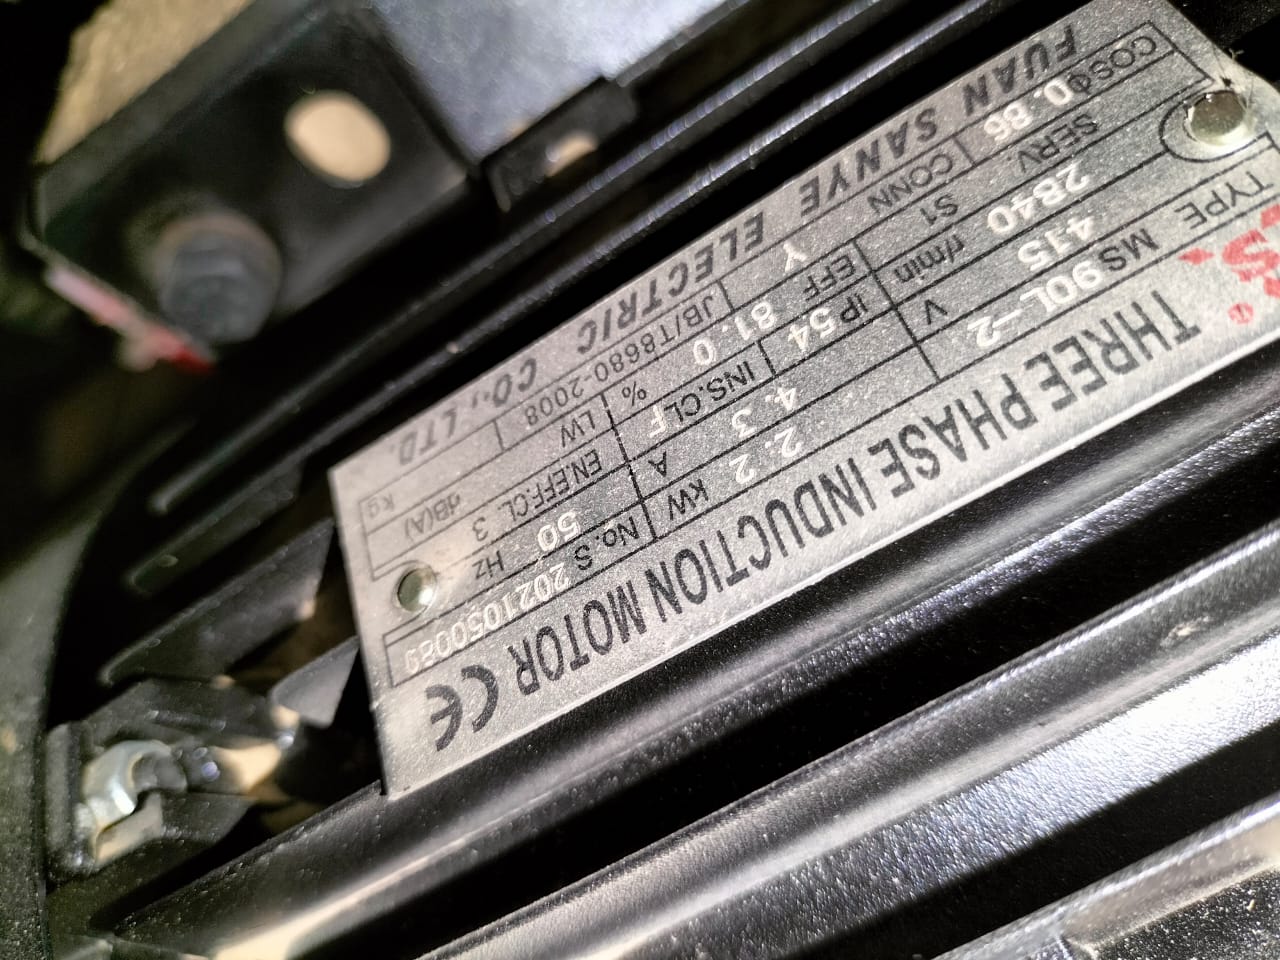 THREE PHASE INDUCTION MOTOR CE
TYPE MS 90L-2 2.2 kW No.S 2021050089
415 V 4.3 A 50 Hz
2840 r/min IP 54 INS.CL F EN.EFF.CL 3
SERV. S1 EFF 81.0 % LW dB(A)
COSΦ 0.86 CONN Y JB/T8680-2008 kg
FUAN SANYE ELECTRIC CO., LTD.